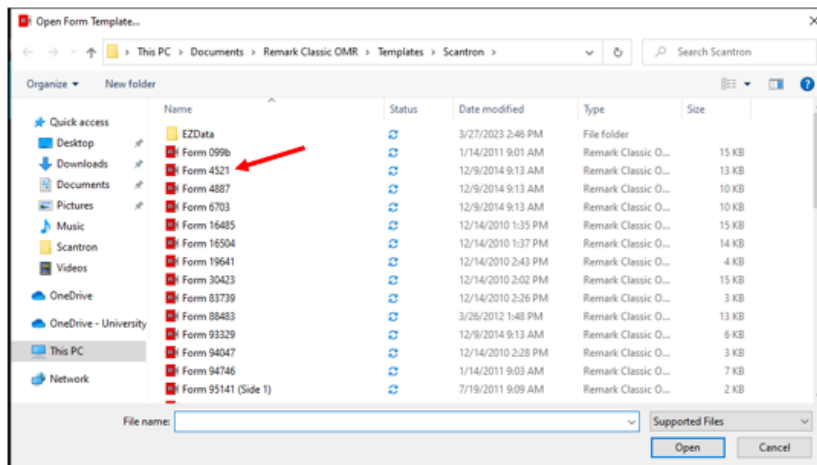 Open Form Template...
This PC > Documents > Remark Classic OMR > Templates > Scantron >
Search Scantron
Organize New folder
Name Status Date modified Type Size
Quick access
Desktop
Downloads
Documents
Pictures
Music
Scantron
Videos
OneDrive
OneDrive - University
This PC
Network
EZData 3/27/2023 2:46 PM File folder
Form 099b 1/14/2011 9:01 AM Remark Classic O... 15 KB
Form 4521 12/9/2014 9:13 AM Remark Classic O... 13 KB
Form 4887 12/9/2014 9:13 AM Remark Classic O... 10 KB
Form 6703 12/9/2014 9:13 AM Remark Classic O... 10 KB
Form 16485 12/14/2010 1:35 PM Remark Classic O... 15 KB
Form 16504 12/14/2010 1:37 PM Remark Classic O... 14 KB
Form 19641 12/14/2010 2:43 PM Remark Classic O... 4 KB
Form 30423 12/14/2010 2:02 PM Remark Classic O... 15 KB
Form 83739 12/14/2010 2:26 PM Remark Classic O... 3 KB
Form 88483 3/26/2012 1:48 PM Remark Classic O... 13 KB
Form 93329 12/9/2014 9:13 AM Remark Classic O... 6 KB
Form 94047 12/14/2010 2:28 PM Remark Classic O... 3 KB
Form 94746 1/14/2011 9:03 AM Remark Classic O... 7 KB
Form 95141 (Side 1) 7/19/2011 9:09 AM Remark Classic O... 2 KB
File name: Supported Files
Open Cancel